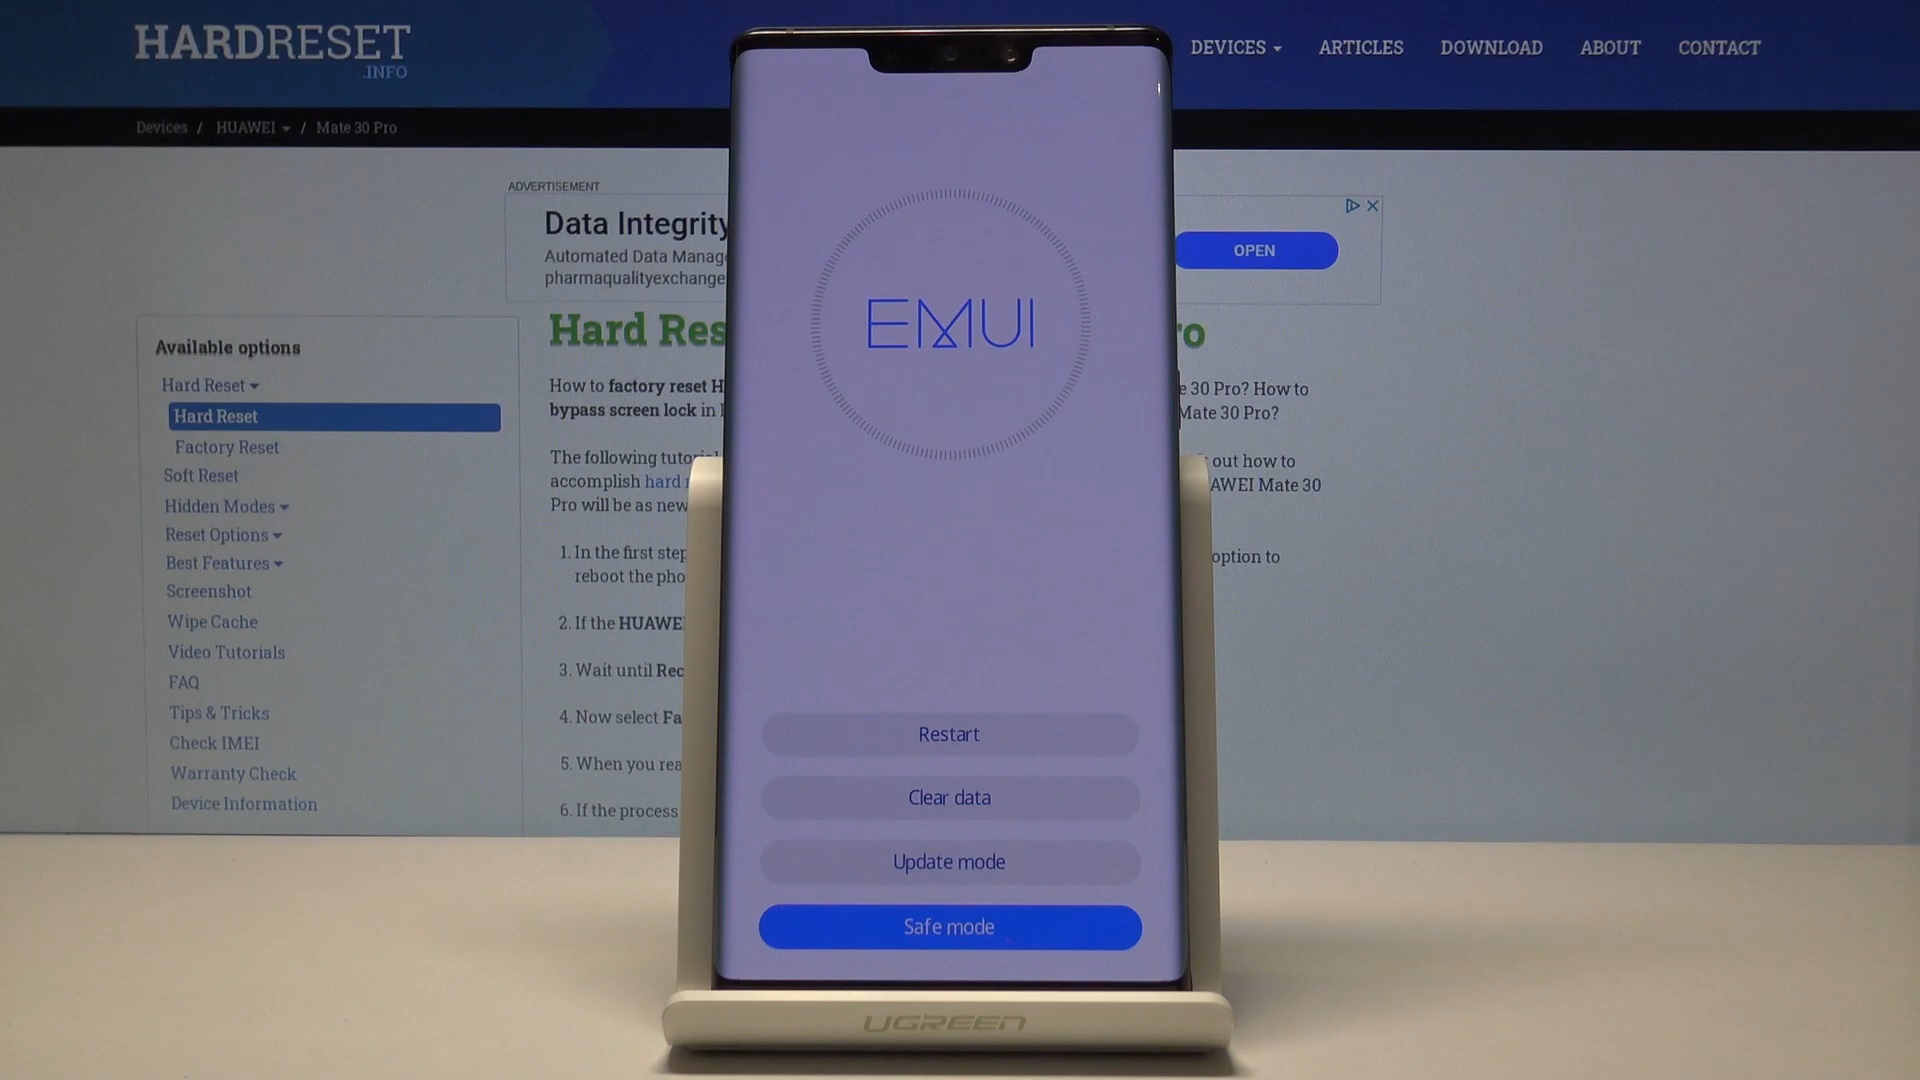 HARDRESET
.INFO
DEVICES
ARTICLES
DOWNLOAD
ABOUT
CONTACT
Devices / HUAWEI / Mate 30 Pro
ADVERTISEMENT
Data Integrity
Automated Data Manag
pharmaqualityexchange
OPEN
Available options
Hard Reset
Hard Reset
Factory Reset
Soft Reset
Hidden Modes
Reset Options
Best Features
Screenshot
Wipe Cache
Video Tutorials
FAQ
Tips & Tricks
Check IMEI
Warranty Check
Device Information
Hard Res
ro
How to factory reset H
e 30 Pro? How to
bypass screen lock in
Mate 30 Pro?
The following tutorial
out how to
accomplish hard
AWEI Mate 30
Pro will be as new
1. In the first step
option to
reboot the pho
2. If the HUAWE
3. Wait until Rec
4. Now select Fa
5. When you rea
6. If the process
EMUI
Restart
Clear data
Update mode
Safe mode
UGREEN